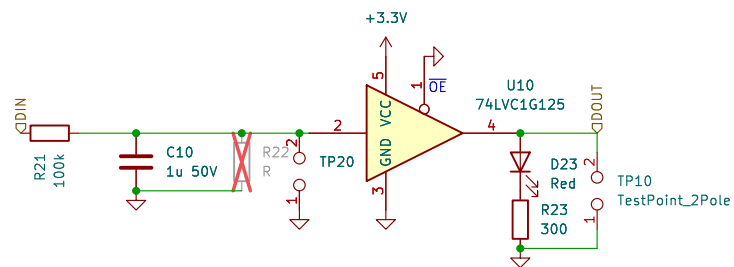 +3.3V
DIN
R21
100k
C10
1u 50V
R22
R
2
1
TP20
2
5
VCC
GND
3
1
OE
U10
74LVC1G125
4
DOUT
D23
Red
R23
300
2
1
TP10
TestPoint_2Pole